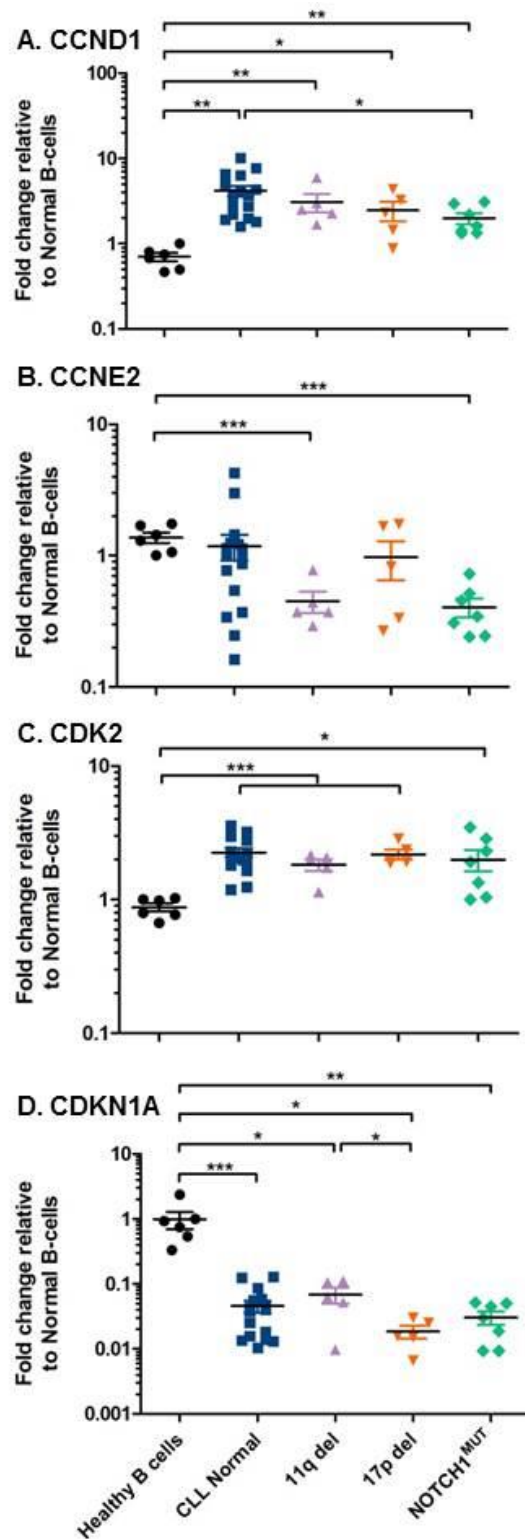 A. CCND1
**
*
**
**
*
Fold change relative
to Normal B-cells
100
10
1
0.1
B. CCNE2
***
***
Fold change relative
to Normal B-cells
10
1
0.1
C. CDK2
*
***
Fold change relative
to Normal B-cells
10
1
0.1
D. CDKN1A
**
*
*
*
***
Fold change relative
to Normal B-cells
10
1
0.1
0.01
0.001
Healthy B cells
CLL Normal
11q del
17p del
NOTCH1ᴹᵁᵀ